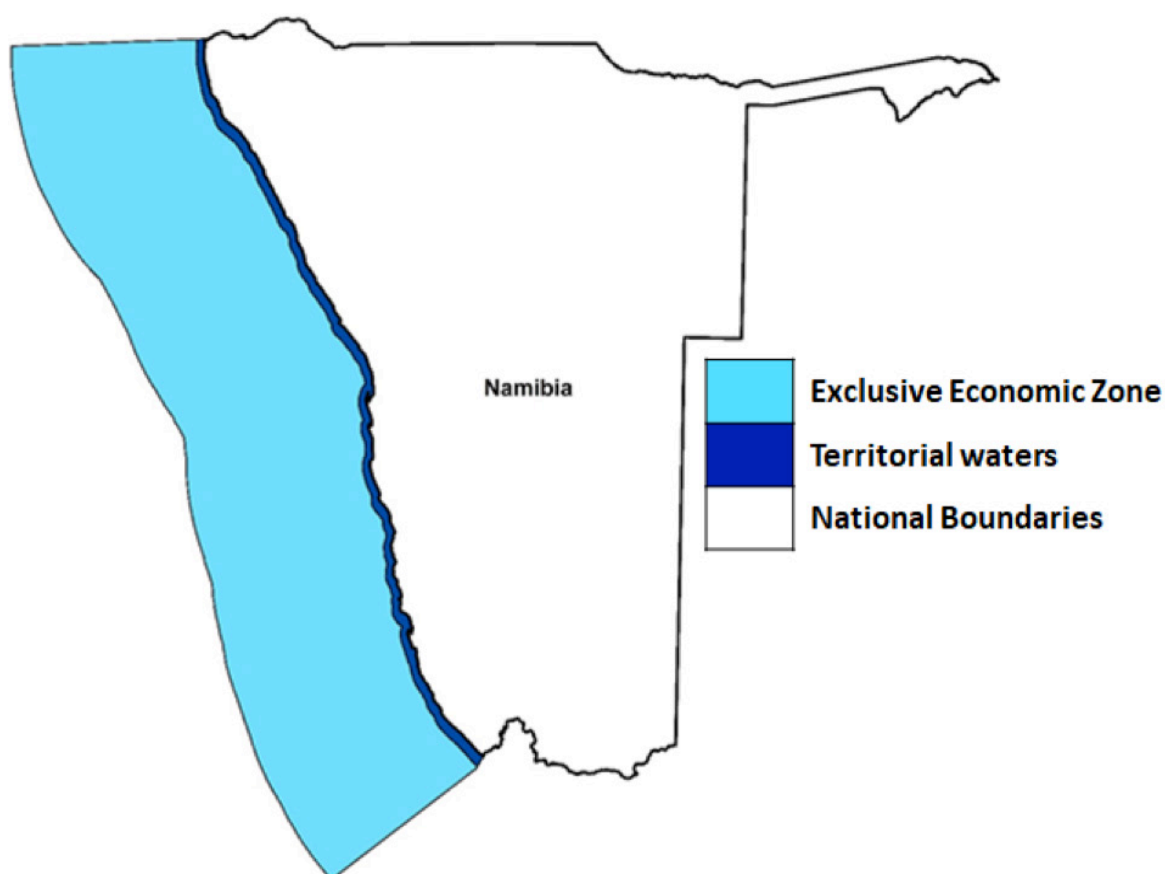 Namibia
Exclusive Economic Zone
Territorial waters
National Boundaries